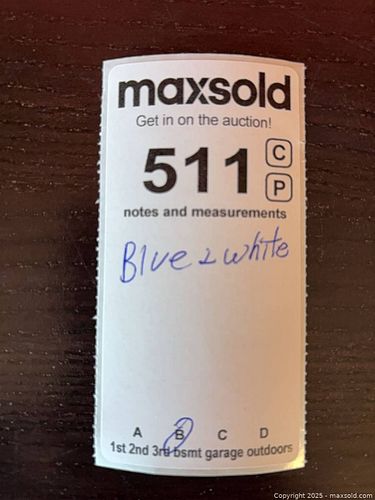 maxsold
Get in on the auction!
511 C
P
notes and measurements
Blue & white
A B C D
1st 2nd 3rd bsmt garage outdoors
Copyright 2025 - maxsold.com